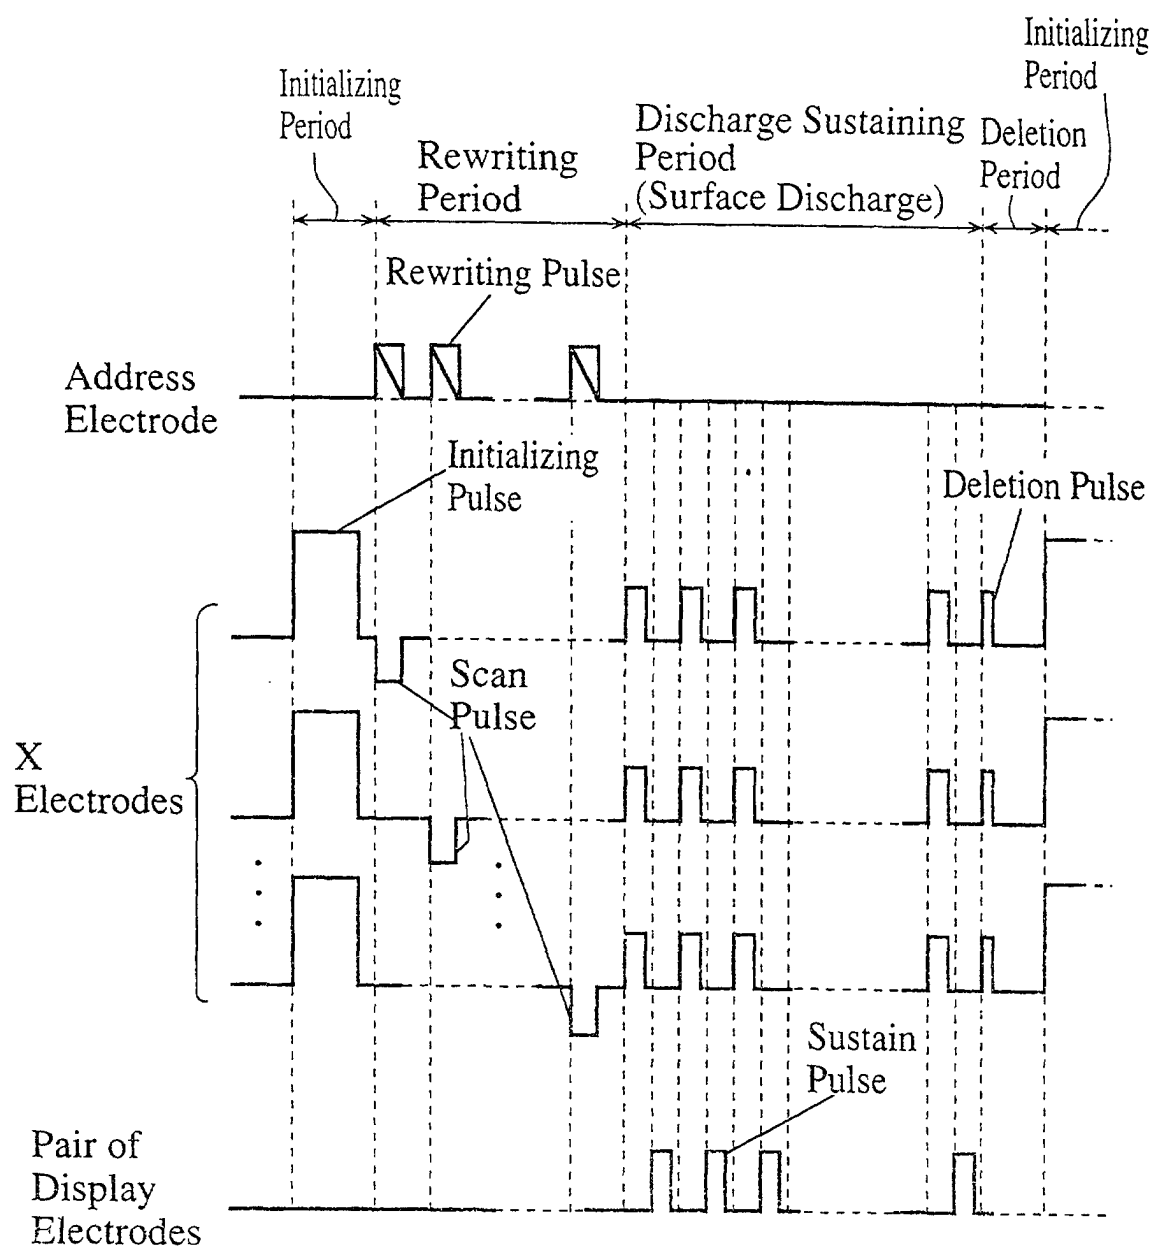 Initializing
Period
Initializing
Period
Rewriting
Period
Discharge Sustaining
Period
(Surface Discharge)
Deletion
Period
Rewriting Pulse
Address
Electrode
Initializing
Pulse
Deletion Pulse
Scan
Pulse
X
Electrodes
Sustain
Pulse
Pair of
Display
Electrodes